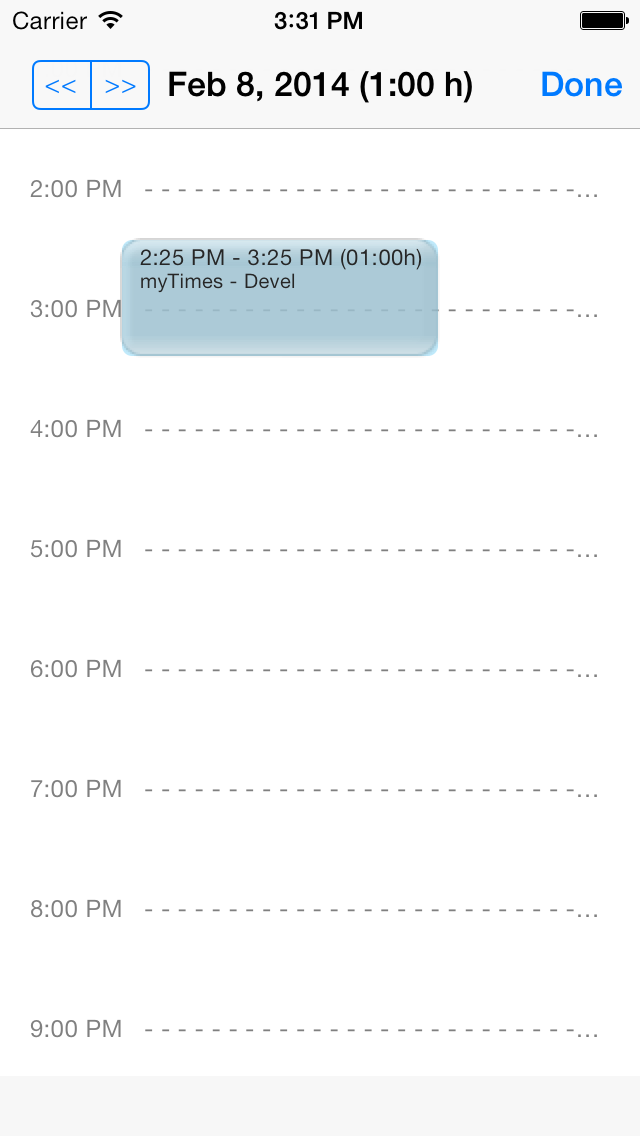 Carrier 3:31 PM
<< >> Feb 8, 2014 (1:00 h) Done
2:00 PM - - - - - - - - - - - - - - - - - - - - - - - - - - -...
2:25 PM - 3:25 PM (01:00h)
myTimes - Devel
3:00 PM - - - - - - - - - - - - - - - - - - - - - - - - - - -...
4:00 PM - - - - - - - - - - - - - - - - - - - - - - - - - - -...
5:00 PM - - - - - - - - - - - - - - - - - - - - - - - - - - -...
6:00 PM - - - - - - - - - - - - - - - - - - - - - - - - - - -...
7:00 PM - - - - - - - - - - - - - - - - - - - - - - - - - - -...
8:00 PM - - - - - - - - - - - - - - - - - - - - - - - - - - -...
9:00 PM - - - - - - - - - - - - - - - - - - - - - - - - - - -...